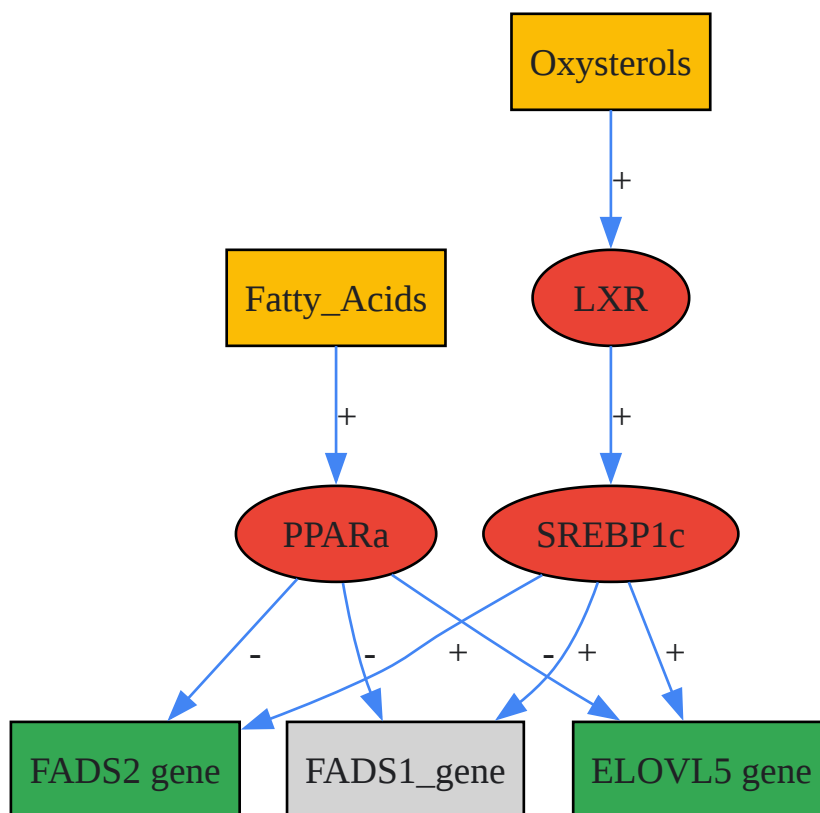 Oxysterols
+
Fatty_Acids
LXR
+
+
PPARa
SREBP1c
-
-
+
-
+
+
FADS2 gene
FADS1_gene
ELOVL5 gene